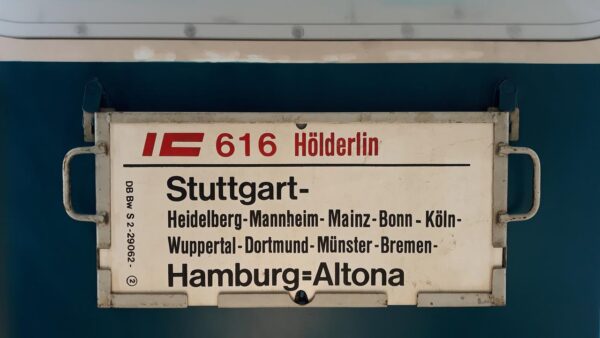 IC 616 Hölderlin
Stuttgart-
Heidelberg-Mannheim-Mainz-Bonn-Köln-
Wuppertal-Dortmund-Münster-Bremen-
Hamburg=Altona
DB Bw S 2-29062- 2